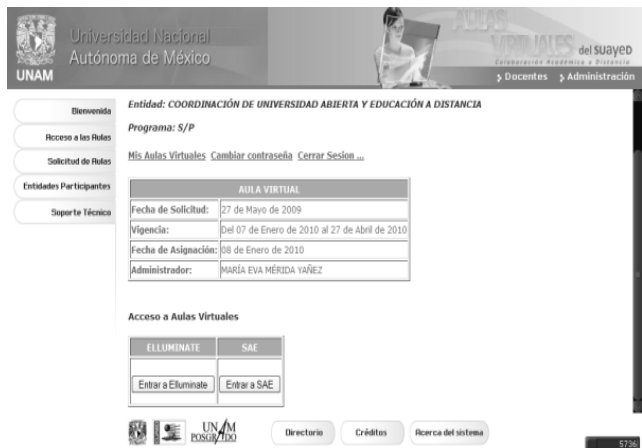 Universidad Nacional
Autónoma de México
UNAM
AULAS
VIRTUALES del suayeD
Colaboración Académica a Distancia
Docentes Administración
Bienvenida
Acceso a las Aulas
Solicitud de Aulas
Entidades Participantes
Soporte Técnico
Entidad: COORDINACIÓN DE UNIVERSIDAD ABIERTA Y EDUCACIÓN A DISTANCIA
Programa: S/P
Mis Aulas Virtuales Cambiar contraseña Cerrar Sesion ...
AULA VIRTUAL
Fecha de Solicitud: 27 de Mayo de 2009
Vigencia: Del 07 de Enero de 2010 al 27 de Abril de 2010
Fecha de Asignación: 08 de Enero de 2010
Administrador: MARÍA EVA MÉRIDA YAÑEZ
Acceso a Aulas Virtuales
ELLUMINATE SAE
Entrar a Elluminate Entrar a SAE
UNAM
POSGRADO
Directorio Créditos Acerca del sistema
5736